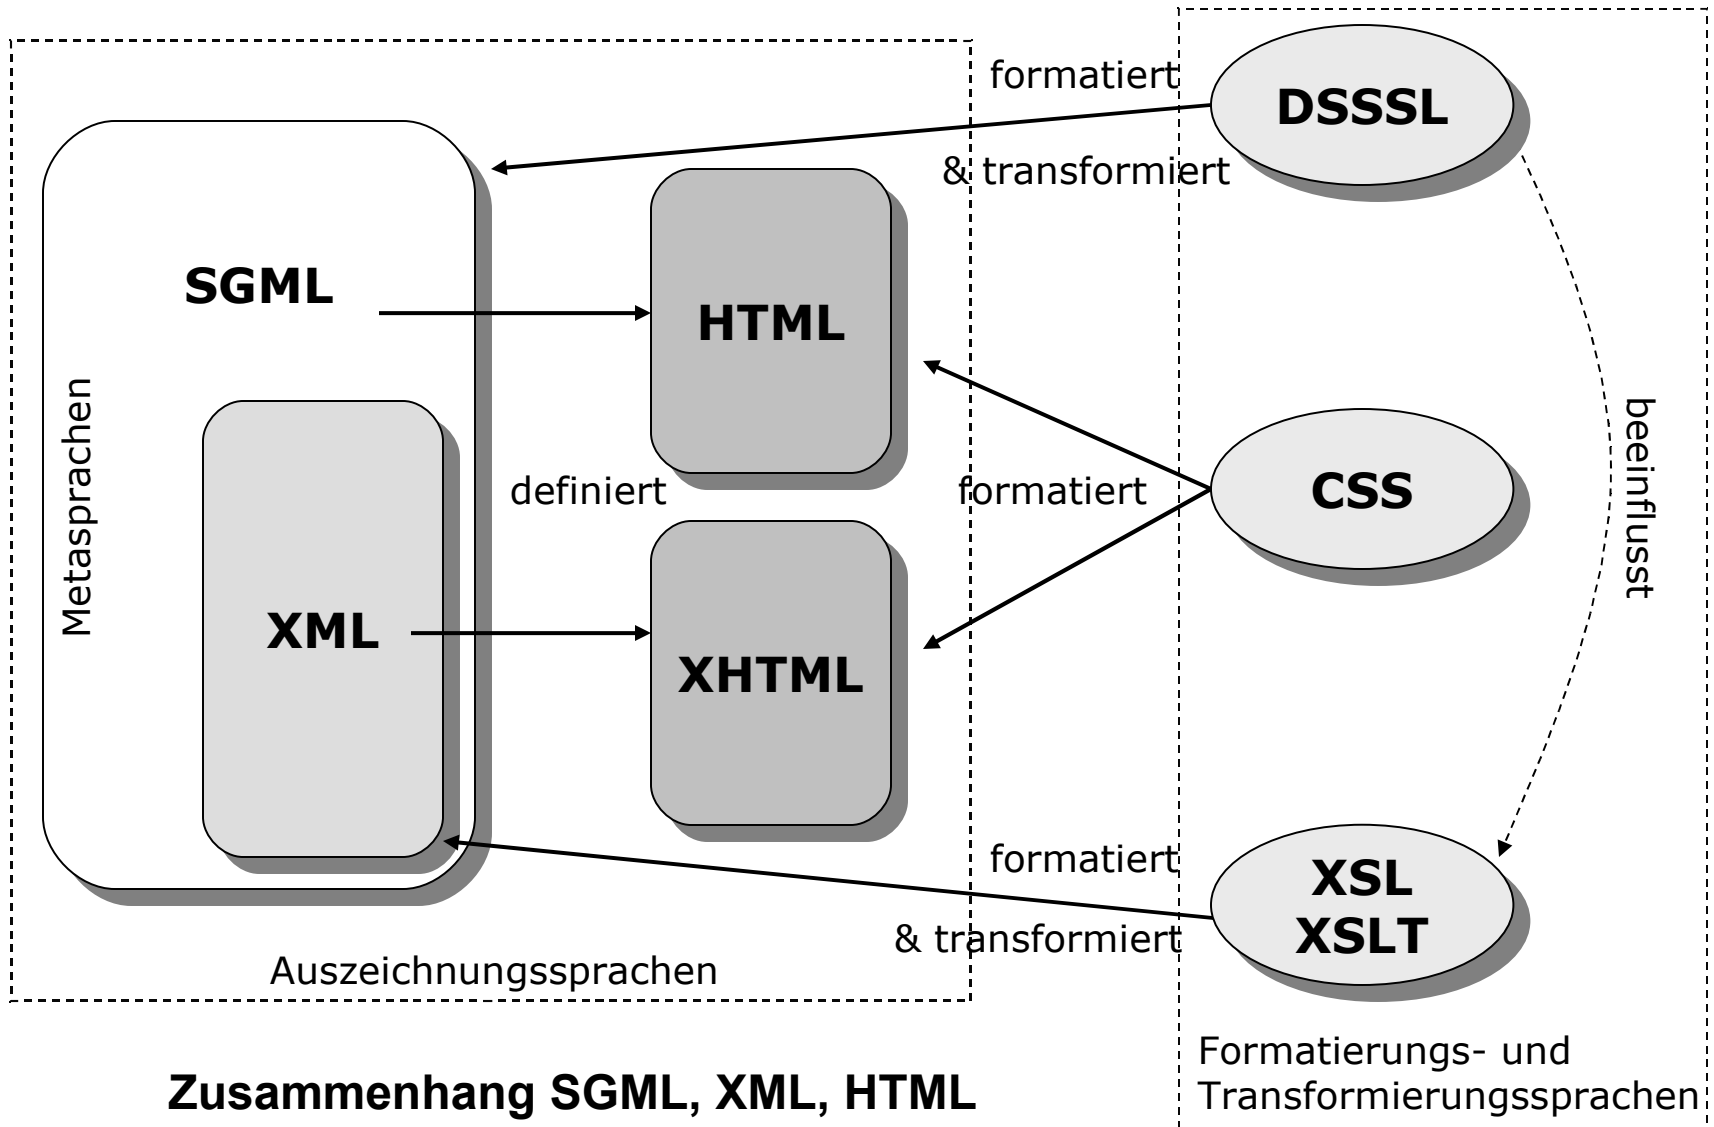 formatiert
DSSSL
& transformiert
SGML
HTML
Metasprachen
beeinflusst
definiert
formatiert
CSS
XML
XHTML
formatiert
XSL
XSLT
& transformiert
Auszeichnungssprachen
Formatierungs- und
Transformierungssprachen
Zusammenhang SGML, XML, HTML